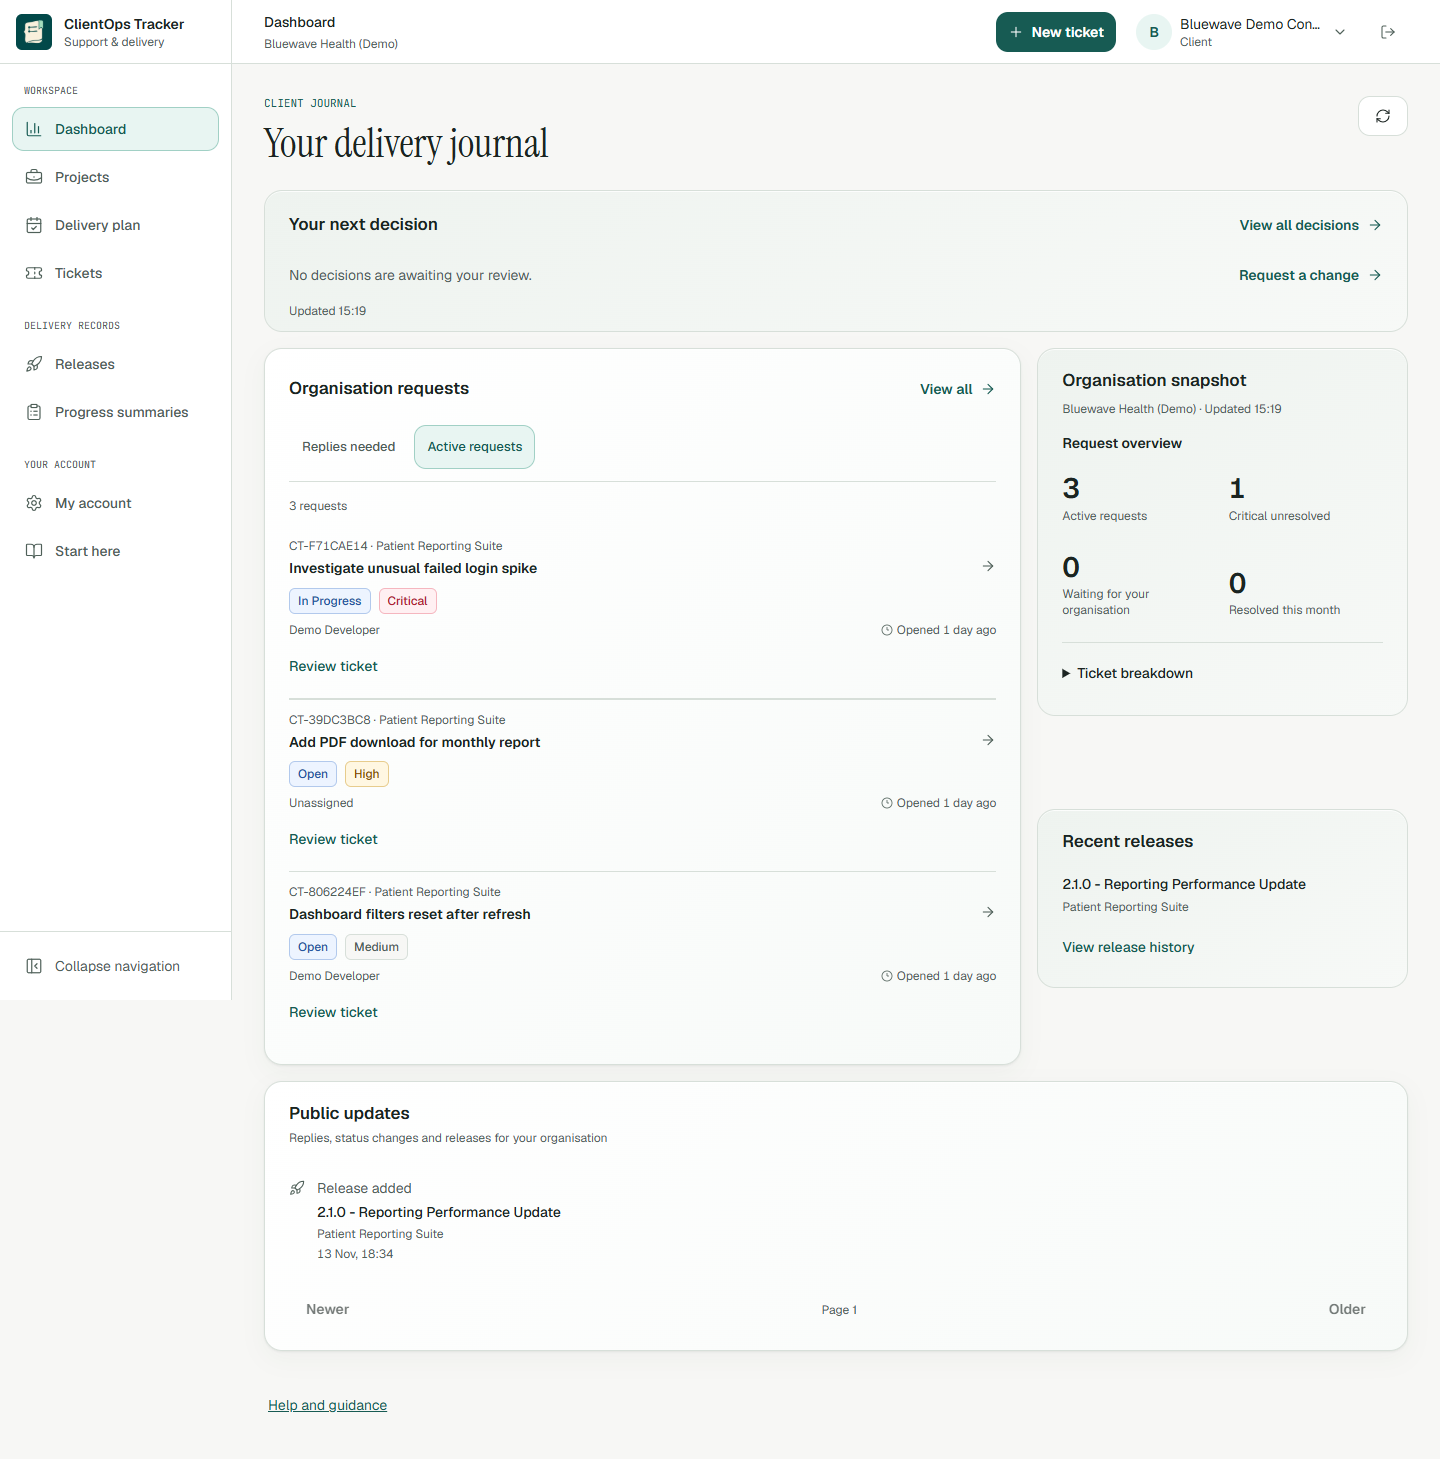 ClientOps Tracker
Support & delivery
Dashboard
Bluewave Health (Demo)
New ticket
B
Bluewave Demo Con...
Client
WORKSPACE
Dashboard
Projects
Delivery plan
Tickets
DELIVERY RECORDS
Releases
Progress summaries
YOUR ACCOUNT
My account
Start here
Collapse navigation
CLIENT JOURNAL
Your delivery journal
Your next decision
View all decisions
No decisions are awaiting your review.
Request a change
Updated 15:19
Organisation requests
View all
Replies needed
Active requests
3 requests
CT-F71CAE14 · Patient Reporting Suite
Investigate unusual failed login spike
In Progress
Critical
Demo Developer
Opened 1 day ago
Review ticket
CT-39DC3BC8 · Patient Reporting Suite
Add PDF download for monthly report
Open
High
Unassigned
Opened 1 day ago
Review ticket
CT-806224EF · Patient Reporting Suite
Dashboard filters reset after refresh
Open
Medium
Demo Developer
Opened 1 day ago
Review ticket
Organisation snapshot
Bluewave Health (Demo) · Updated 15:19
Request overview
3
Active requests
1
Critical unresolved
0
Waiting for your
organisation
0
Resolved this month
Ticket breakdown
Recent releases
2.1.0 - Reporting Performance Update
Patient Reporting Suite
View release history
Public updates
Replies, status changes and releases for your organisation
Release added
2.1.0 - Reporting Performance Update
Patient Reporting Suite
13 Nov, 18:34
Newer
Page 1
Older
Help and guidance